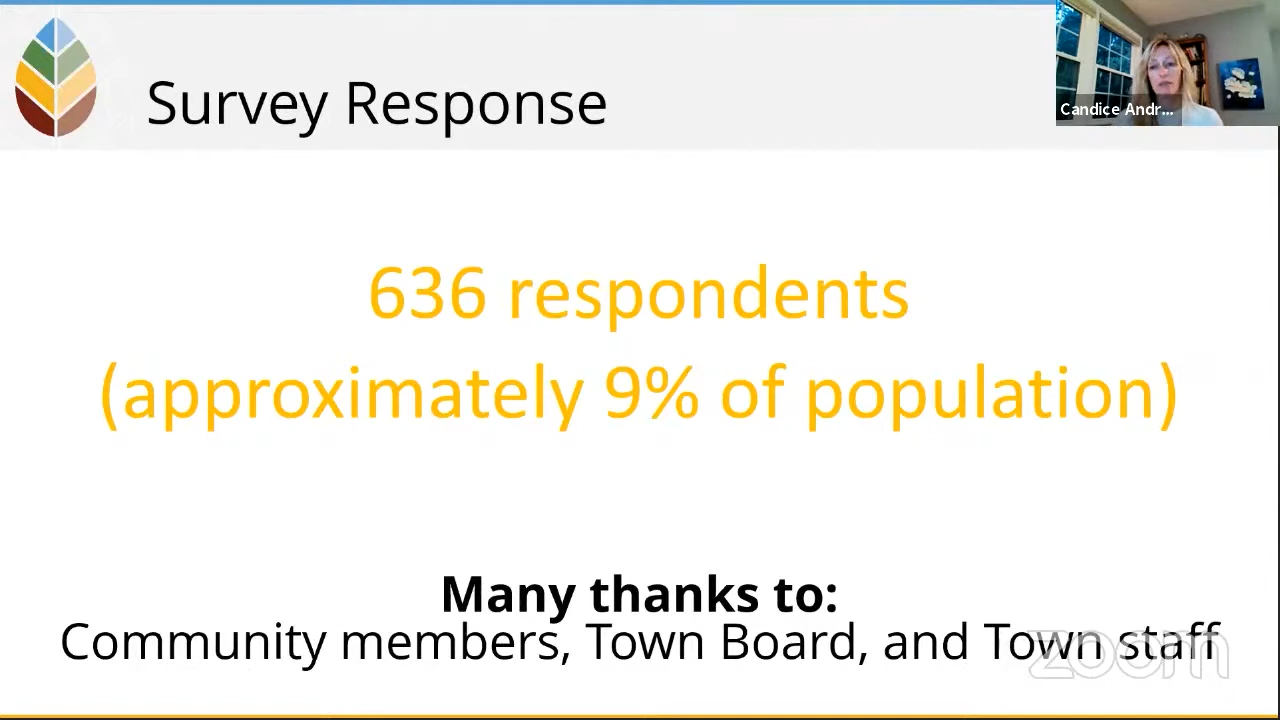 Survey Response
Candice Andr...
636 respondents
(approximately 9% of population)
Many thanks to:
Community members, Town Board, and Town staff
zoom